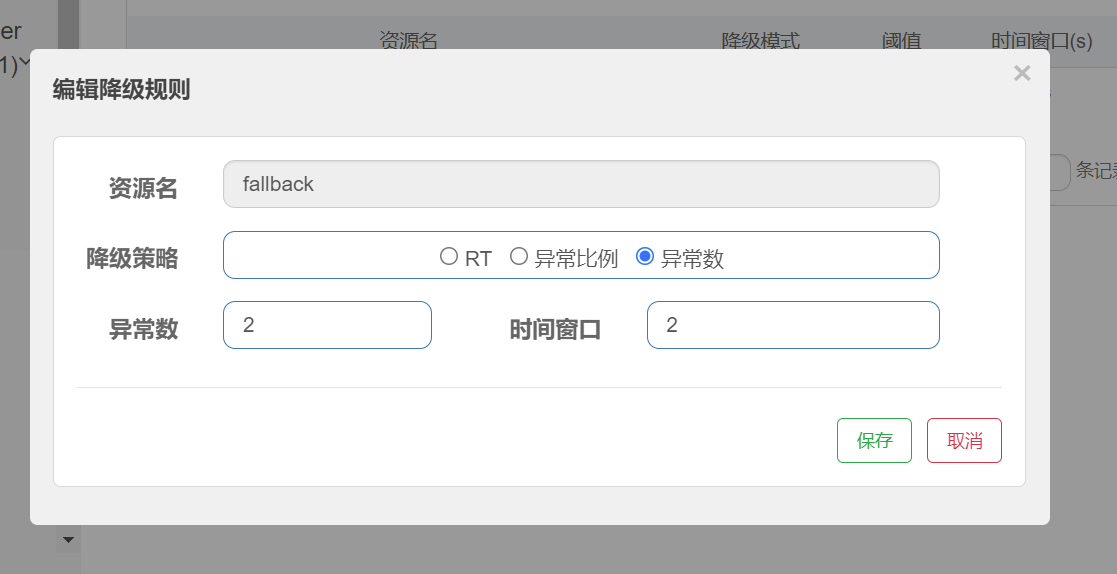 er
资源名 降级模式 阈值 时间窗口(s)
1)
编辑降级规则 ×
条记录
资源名 fallback
降级策略 RT 异常比例 异常数
异常数 2 时间窗口 2
保存 取消